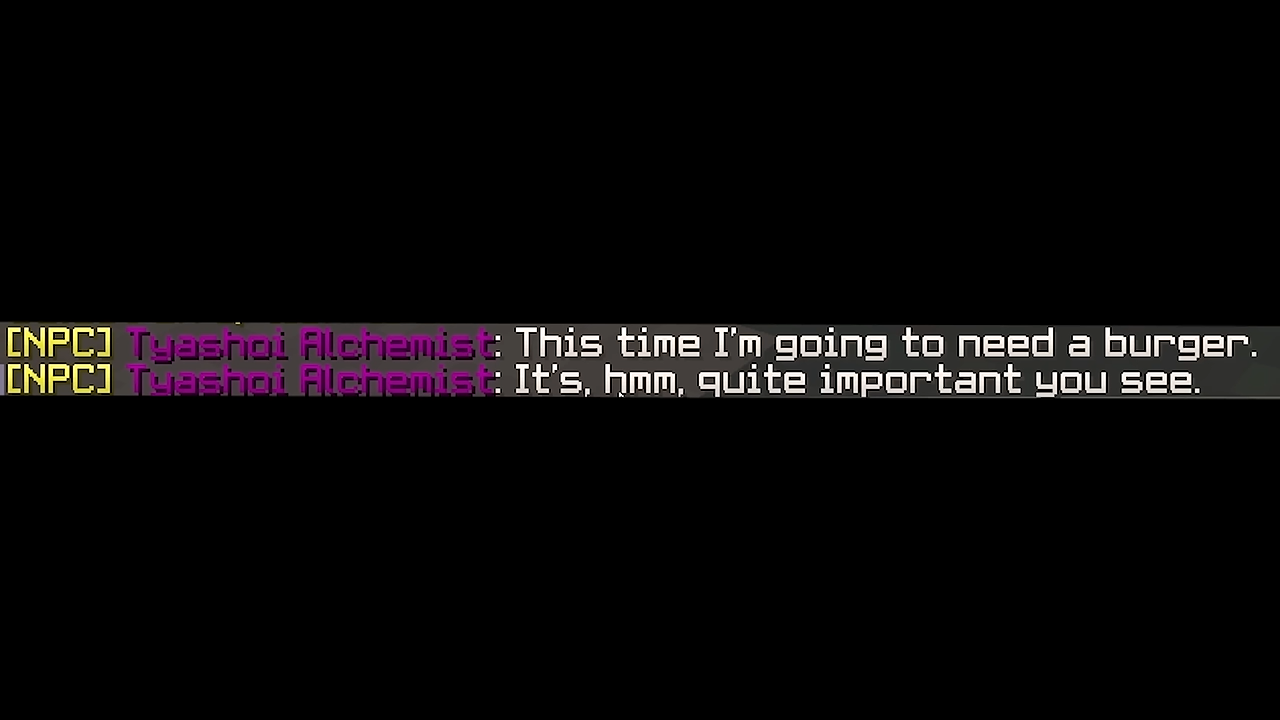 [NPC] Tyashoi Alchemist: This time I'm going to need a burger.
[NPC] Tyashoi Alchemist: It's, hmm, quite important you see.